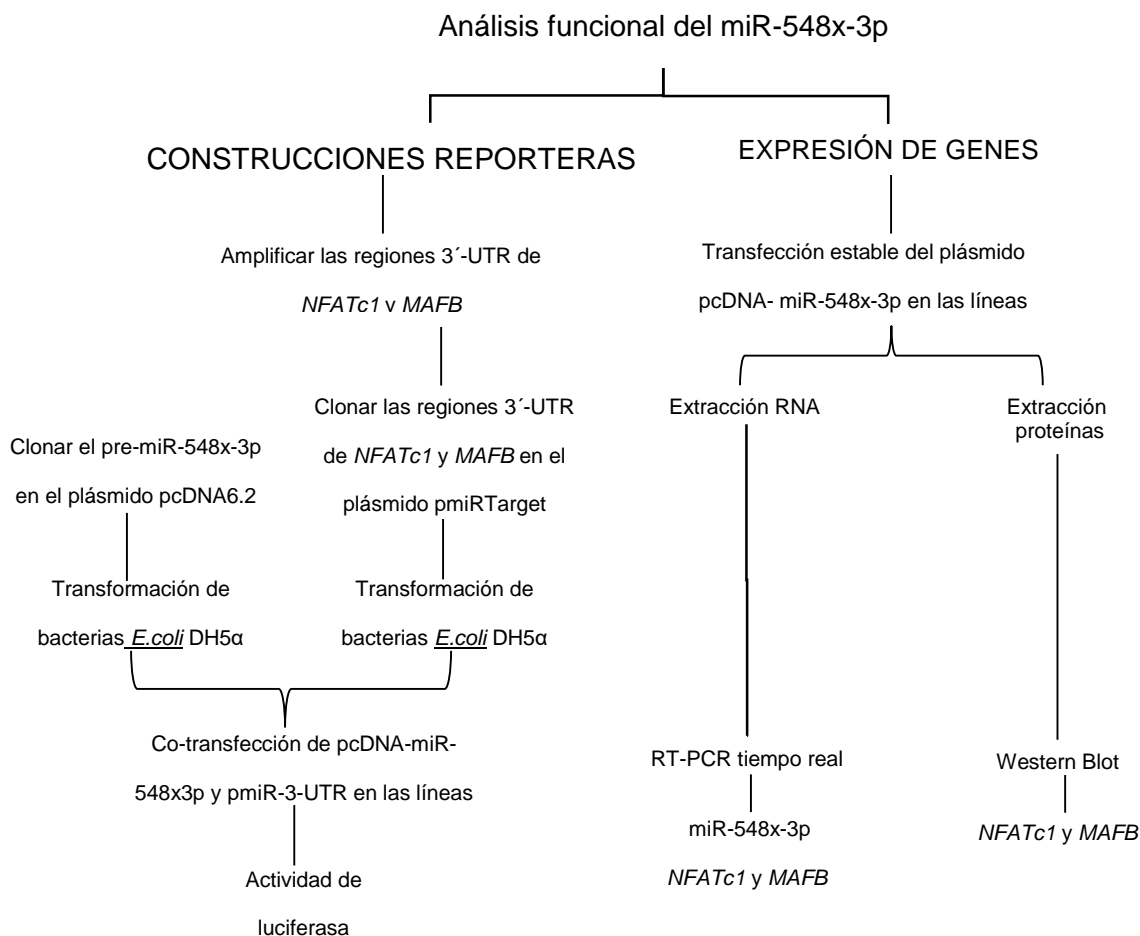 Análisis funcional del miR-548x-3p
CONSTRUCCIONES REPORTERAS
Amplificar las regiones 3´-UTR de
NFATc1 v MAFB
Clonar el pre-miR-548x-3p
en el plásmido pcDNA6.2
Clonar las regiones 3´-UTR
de NFATc1 y MAFB en el
plásmido pmiRTarget
Transformación de
bacterias E.coli DH5α
Transformación de
bacterias E.coli DH5α
Co-transfección de pcDNA-miR-
548x3p y pmiR-3-UTR en las líneas
Actividad de
luciferasa
EXPRESIÓN DE GENES
Transfección estable del plásmido
pcDNA- miR-548x-3p en las líneas
Extracción RNA
RT-PCR tiempo real
miR-548x-3p
NFATc1 y MAFB
Extracción
proteínas
Western Blot
NFATc1 y MAFB